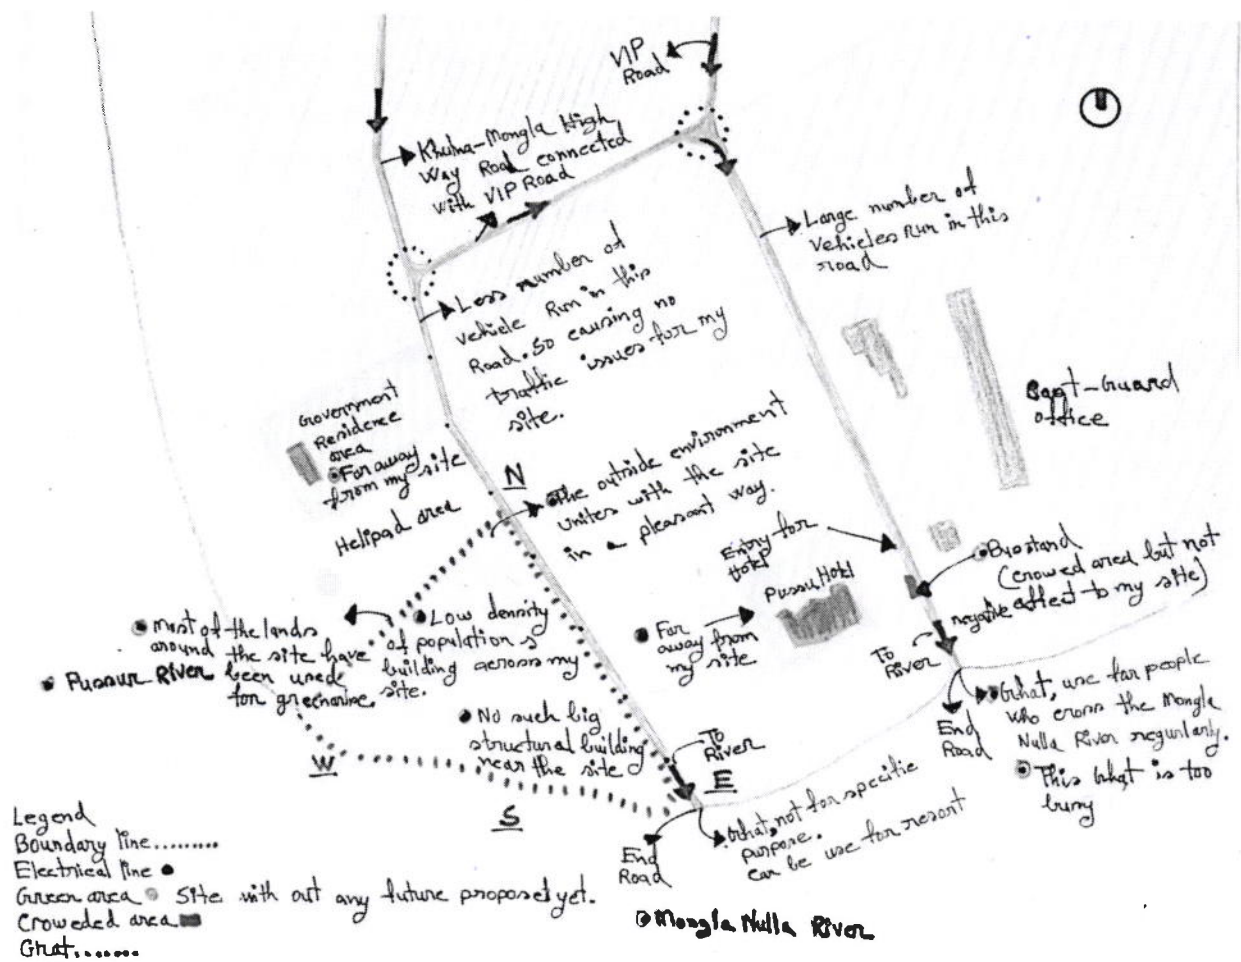 VIP
Road
Khulna-Mongla High
Way Road connected
with VIP Road
Large number of
vehicles Run in this
road
Less number of
vehicle Run in this
Road. So causing no
traffic issues for my
site.
Government
Residence
area
Far away
from my site
Helipad area
N
The outside environment
unites with the site
in a pleasant way.
Boat-Guard
office
Entry for
Hotel
Pussur Hotel
Far
away from
my site
Busstand
(crowed area but not
negative affect to my site)
To
River
Most of the lands
around the site have
been used
for greenarise.
Pussur River
Low density
of population &
building across my
site.
No such big
structural building
near the site
W
S
To
River
E
End
Road
Ghat, use for people
who cross the Mongla
Nulla River regularly.
This Ghat is too
busy
End
Road
Ghat, not for specific
purpose.
can be use for resort
Legend
Boundary line.........
Electrical line
Green area Site with out any future proposed yet.
Croweded area
Ghat.......
Mongla Nulla River